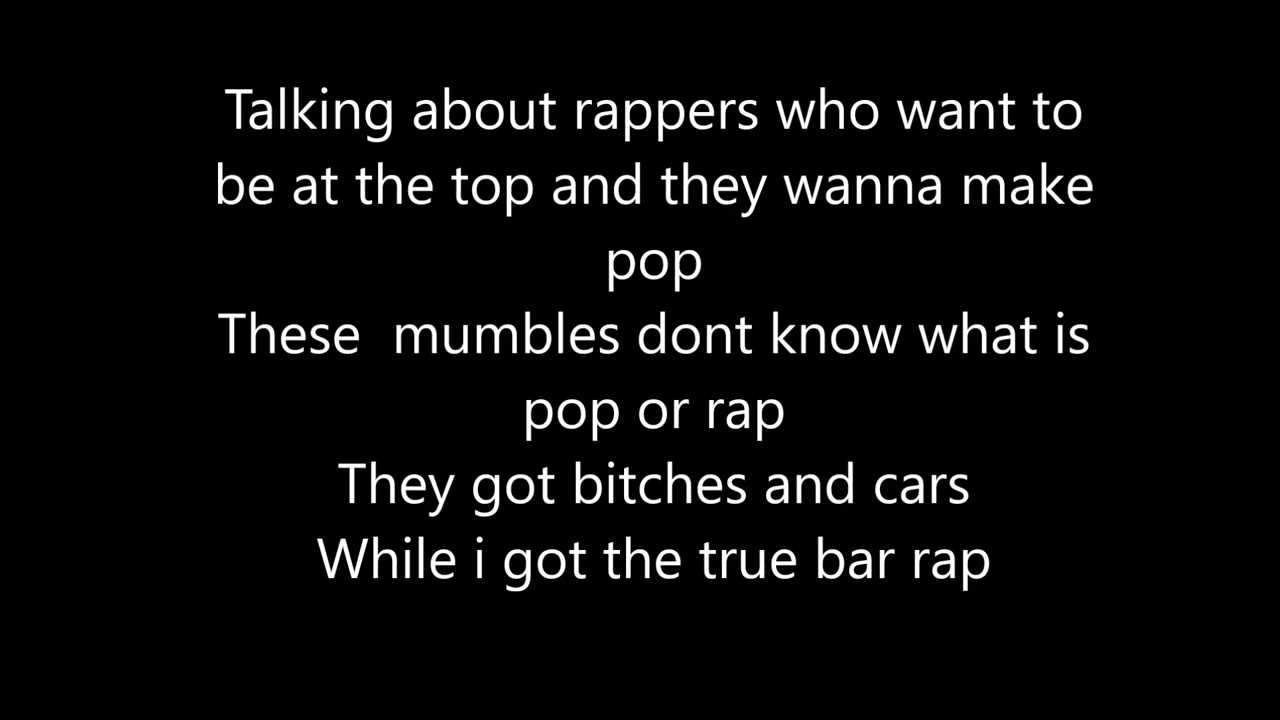 Talking about rappers who want to
be at the top and they wanna make
pop
These  mumbles dont know what is
pop or rap
They got bitches and cars
While i got the true bar rap